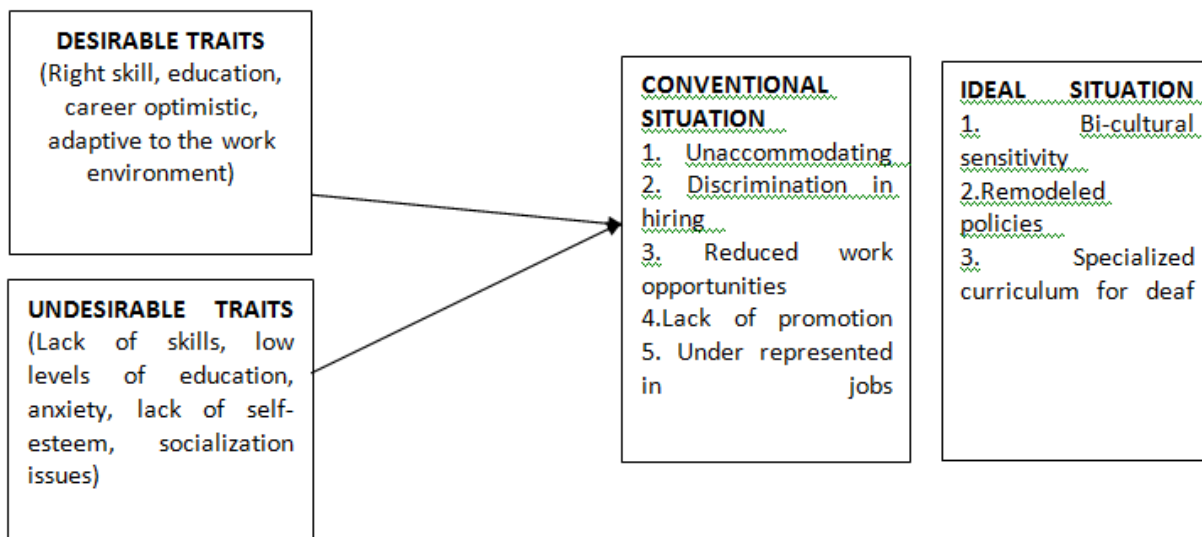 DESIRABLE TRAITS
(Right skill, education,
career optimistic,
adaptive to the work
environment)
UNDESIRABLE TRAITS
(Lack of skills, low
levels of education,
anxiety, lack of self-
esteem, socialization
issues)
CONVENTIONAL
SITUATION
1. Unaccommodating
2. Discrimination in
hiring
3. Reduced work
opportunities
4.Lack of promotion
5. Under represented
in jobs
IDEAL SITUATION
1. Bi-cultural
sensitivity
2.Remodeled
policies
3. Specialized
curriculum for deaf